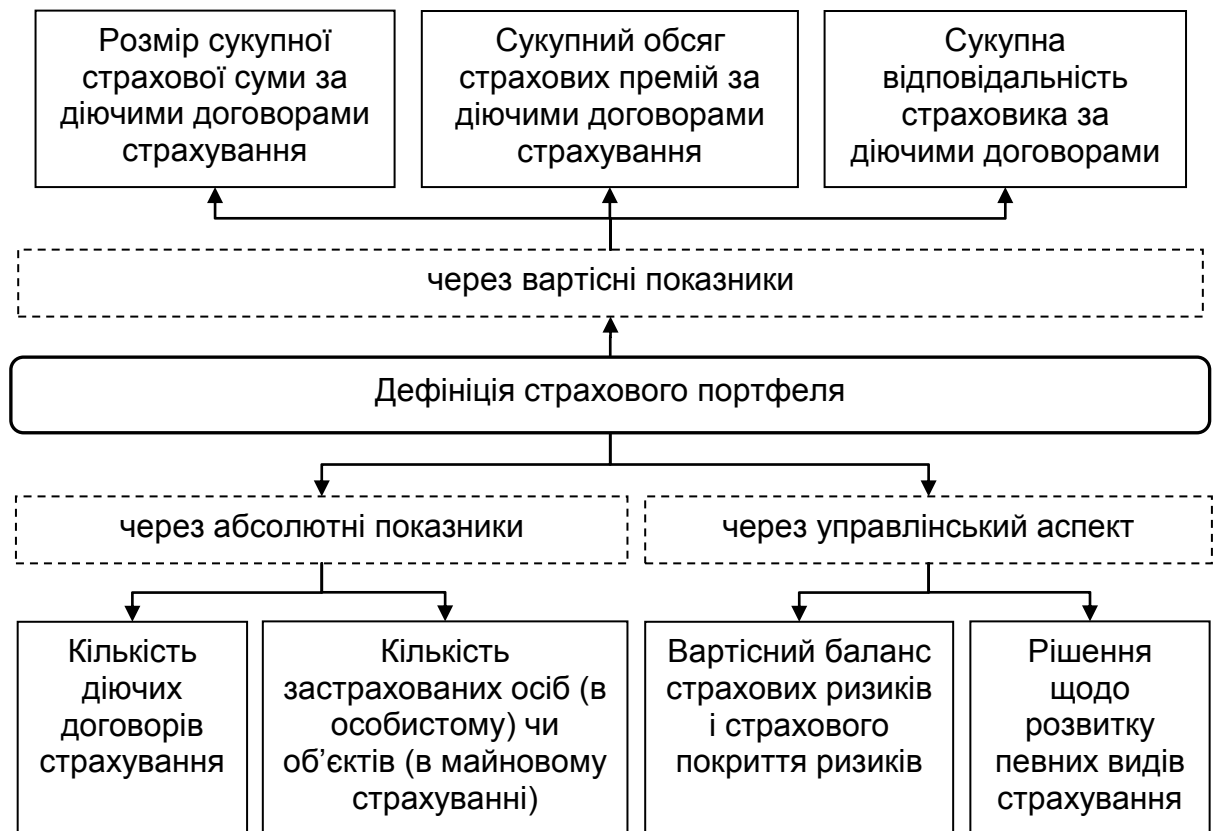 Розмір сукупної
страхової суми за
діючими договорами
страхування
Сукупний обсяг
страхових премій за
діючими договорами
страхування
Сукупна
відповідальність
страховика за
діючими договорами
через вартісні показники
Дефініція страхового портфеля
через абсолютні показники
через управлінський аспект
Кількість
діючих
договорів
страхування
Кількість
застрахованих осіб (в
особистому) чи
об’єктів (в майновому
страхуванні)
Вартісний баланс
страхових ризиків
і страхового
покриття ризиків
Рішення
щодо
розвитку
певних видів
страхування